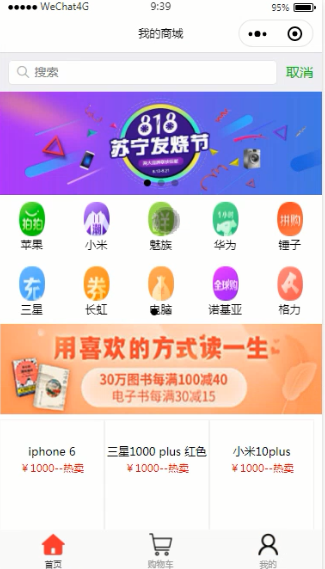 WeChat4G 9:39 95%
我的商城
搜索 取消
818
苏宁发烧节
拍拍 潮 10时 拼购
苹果 小米 魅族 华为 锤子
充 券 全球购
三星 长虹 电脑 诺基亚 格力
用喜欢的方式读一生
30万图书每满100减40
电子书每满30减15
iphone 6 三星1000 plus 红色 小米10plus
￥1000--热卖 ￥1000--热卖 ￥1000--热卖
首页 购物车 我的